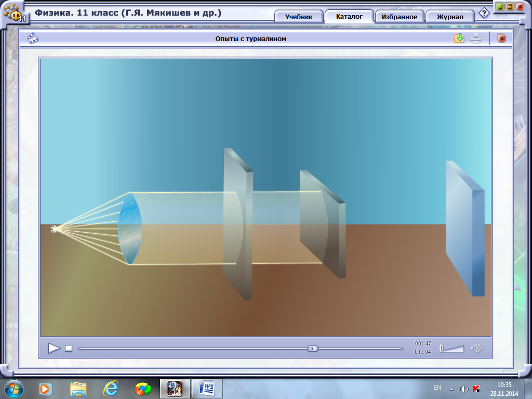 Физика. 11 класс (Г.Я. Мякишев и др.)
Учебник Каталог Избранное Журнал ?
Опыты с турмалином
00:47
01:04
EN
10:35
28.11.2014